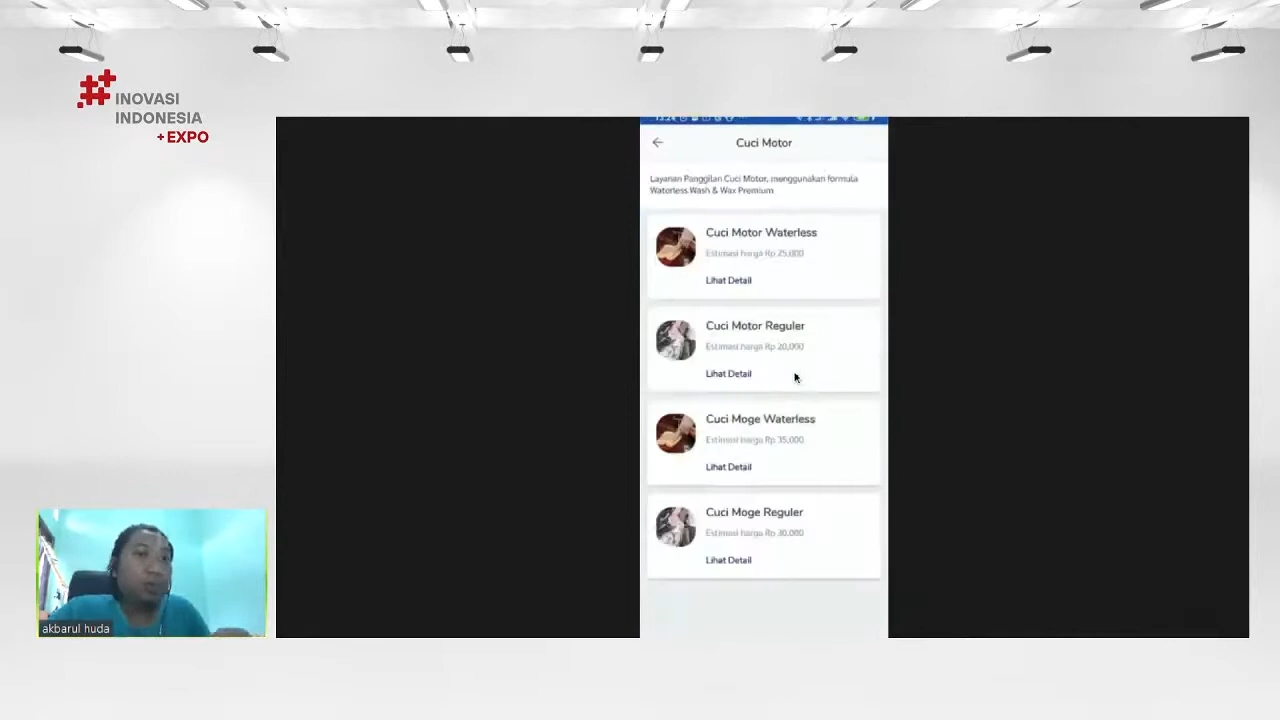 INOVASI
INDONESIA
+EXPO
Cuci Motor
Layanan Panggilan Cuci Motor, menggunakan formula
Waterless Wash & Wax Premium
Cuci Motor Waterless
Estimasi harga Rp 25,000
Lihat Detail
Cuci Motor Reguler
Estimasi harga Rp 20,000
Lihat Detail
Cuci Moge Waterless
Estimasi harga Rp 35,000
Lihat Detail
Cuci Moge Reguler
Estimasi harga Rp 30,000
Lihat Detail
akbarul huda